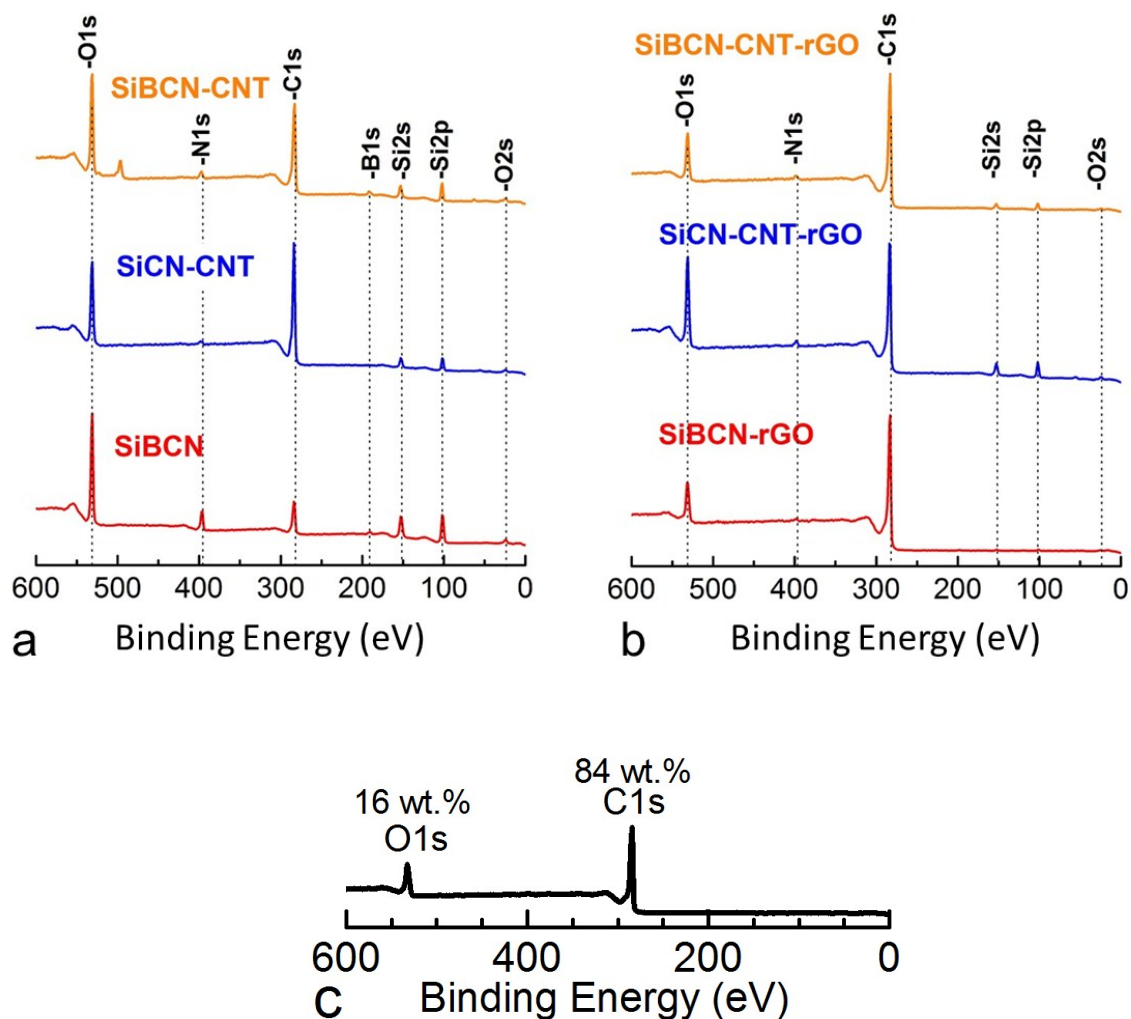 -O1s
SiBCN-CNT
-N1s
-C1s
-B1s
-Si2s
-Si2p
-O2s
SiCN-CNT
SiBCN
600 500 400 300 200 100 0
a Binding Energy (eV)
SiBCN-CNT-rGO
-C1s
-O1s
-N1s
-Si2s
-Si2p
-O2s
SiCN-CNT-rGO
SiBCN-rGO
600 500 400 300 200 100 0
b Binding Energy (eV)
84 wt.%
16 wt.% C1s
O1s
600 400 200 0
c Binding Energy (eV)